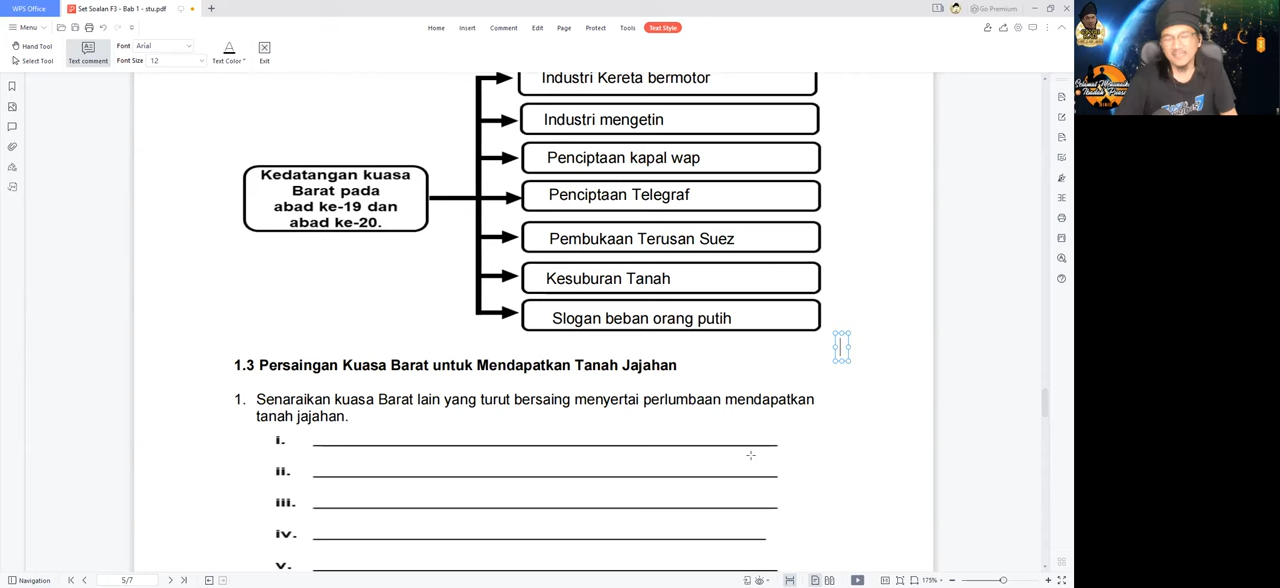 WPS Office
Set Soalan F3 - Bab 1 - stu.pdf
Go Premium
Menu
Home Insert Comment Edit Page Protect Tools Text Style
Hand Tool
Select Tool
Text comment
Font Arial
Font Size 12
Text Color
Exit
Industri Kereta bermotor
Industri mengetin
Penciptaan kapal wap
Kedatangan kuasa
Barat pada
abad ke-19 dan
abad ke-20.
Penciptaan Telegraf
Pembukaan Terusan Suez
Kesuburan Tanah
Slogan beban orang putih
1.3 Persaingan Kuasa Barat untuk Mendapatkan Tanah Jajahan
1. Senaraikan kuasa Barat lain yang turut bersaing menyertai perlumbaan mendapatkan
tanah jajahan.
i.
ii.
iii.
iv.
v.
Navigation
5/7
175%